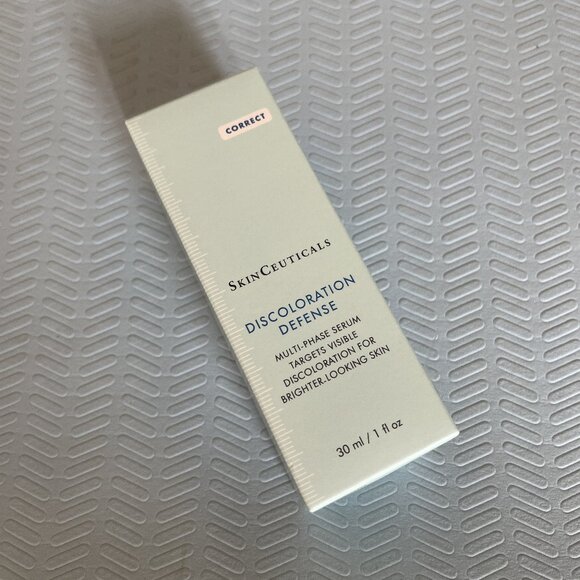 CORRECT
SKINCEUTICALS
DISCOLORATION
DEFENSE
MULTI-PHASE SERUM
TARGETS VISIBLE
DISCOLORATION FOR
BRIGHTER-LOOKING SKIN
30 ml / 1 fl oz